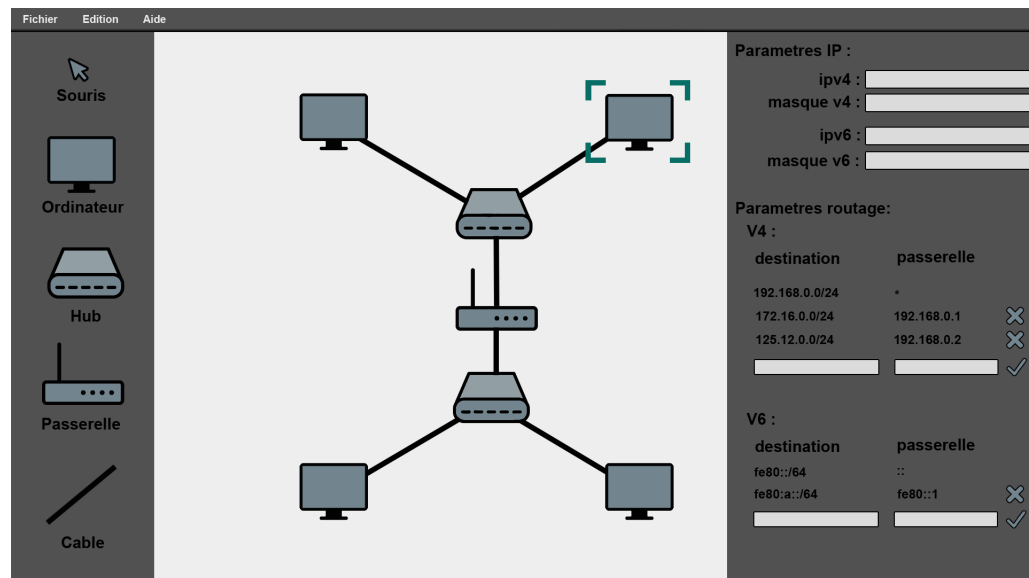 Fichier Edition Aide
Souris
Ordinateur
Hub
Passerelle
Cable
Parametres IP :
ipv4 :
masque v4 :
ipv6 :
masque v6 :
Parametres routage:
V4 :
destination passerelle
192.168.0.0/24 *
172.16.0.0/24 192.168.0.1
125.12.0.0/24 192.168.0.2
V6 :
destination passerelle
fe80::/64 ::
fe80:a::/64 fe80::1